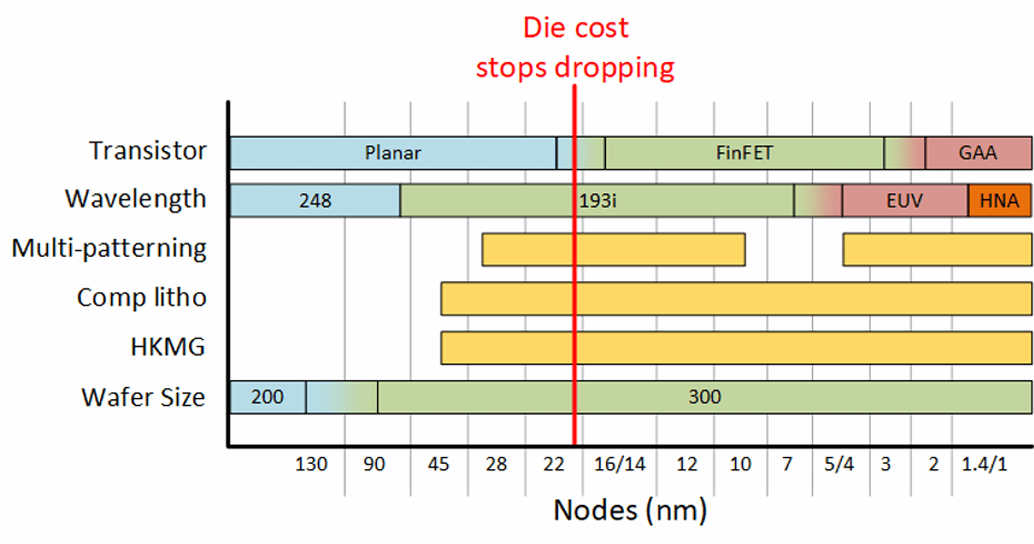 Die cost
stops dropping
Transistor
Planar
FinFET
GAA
Wavelength
248
193i
EUV
HNA
Multi-patterning
Comp litho
HKMG
Wafer Size
200
300
130 90 45 28 22 16/14 12 10 7 5/4 3 2 1.4/1
Nodes (nm)